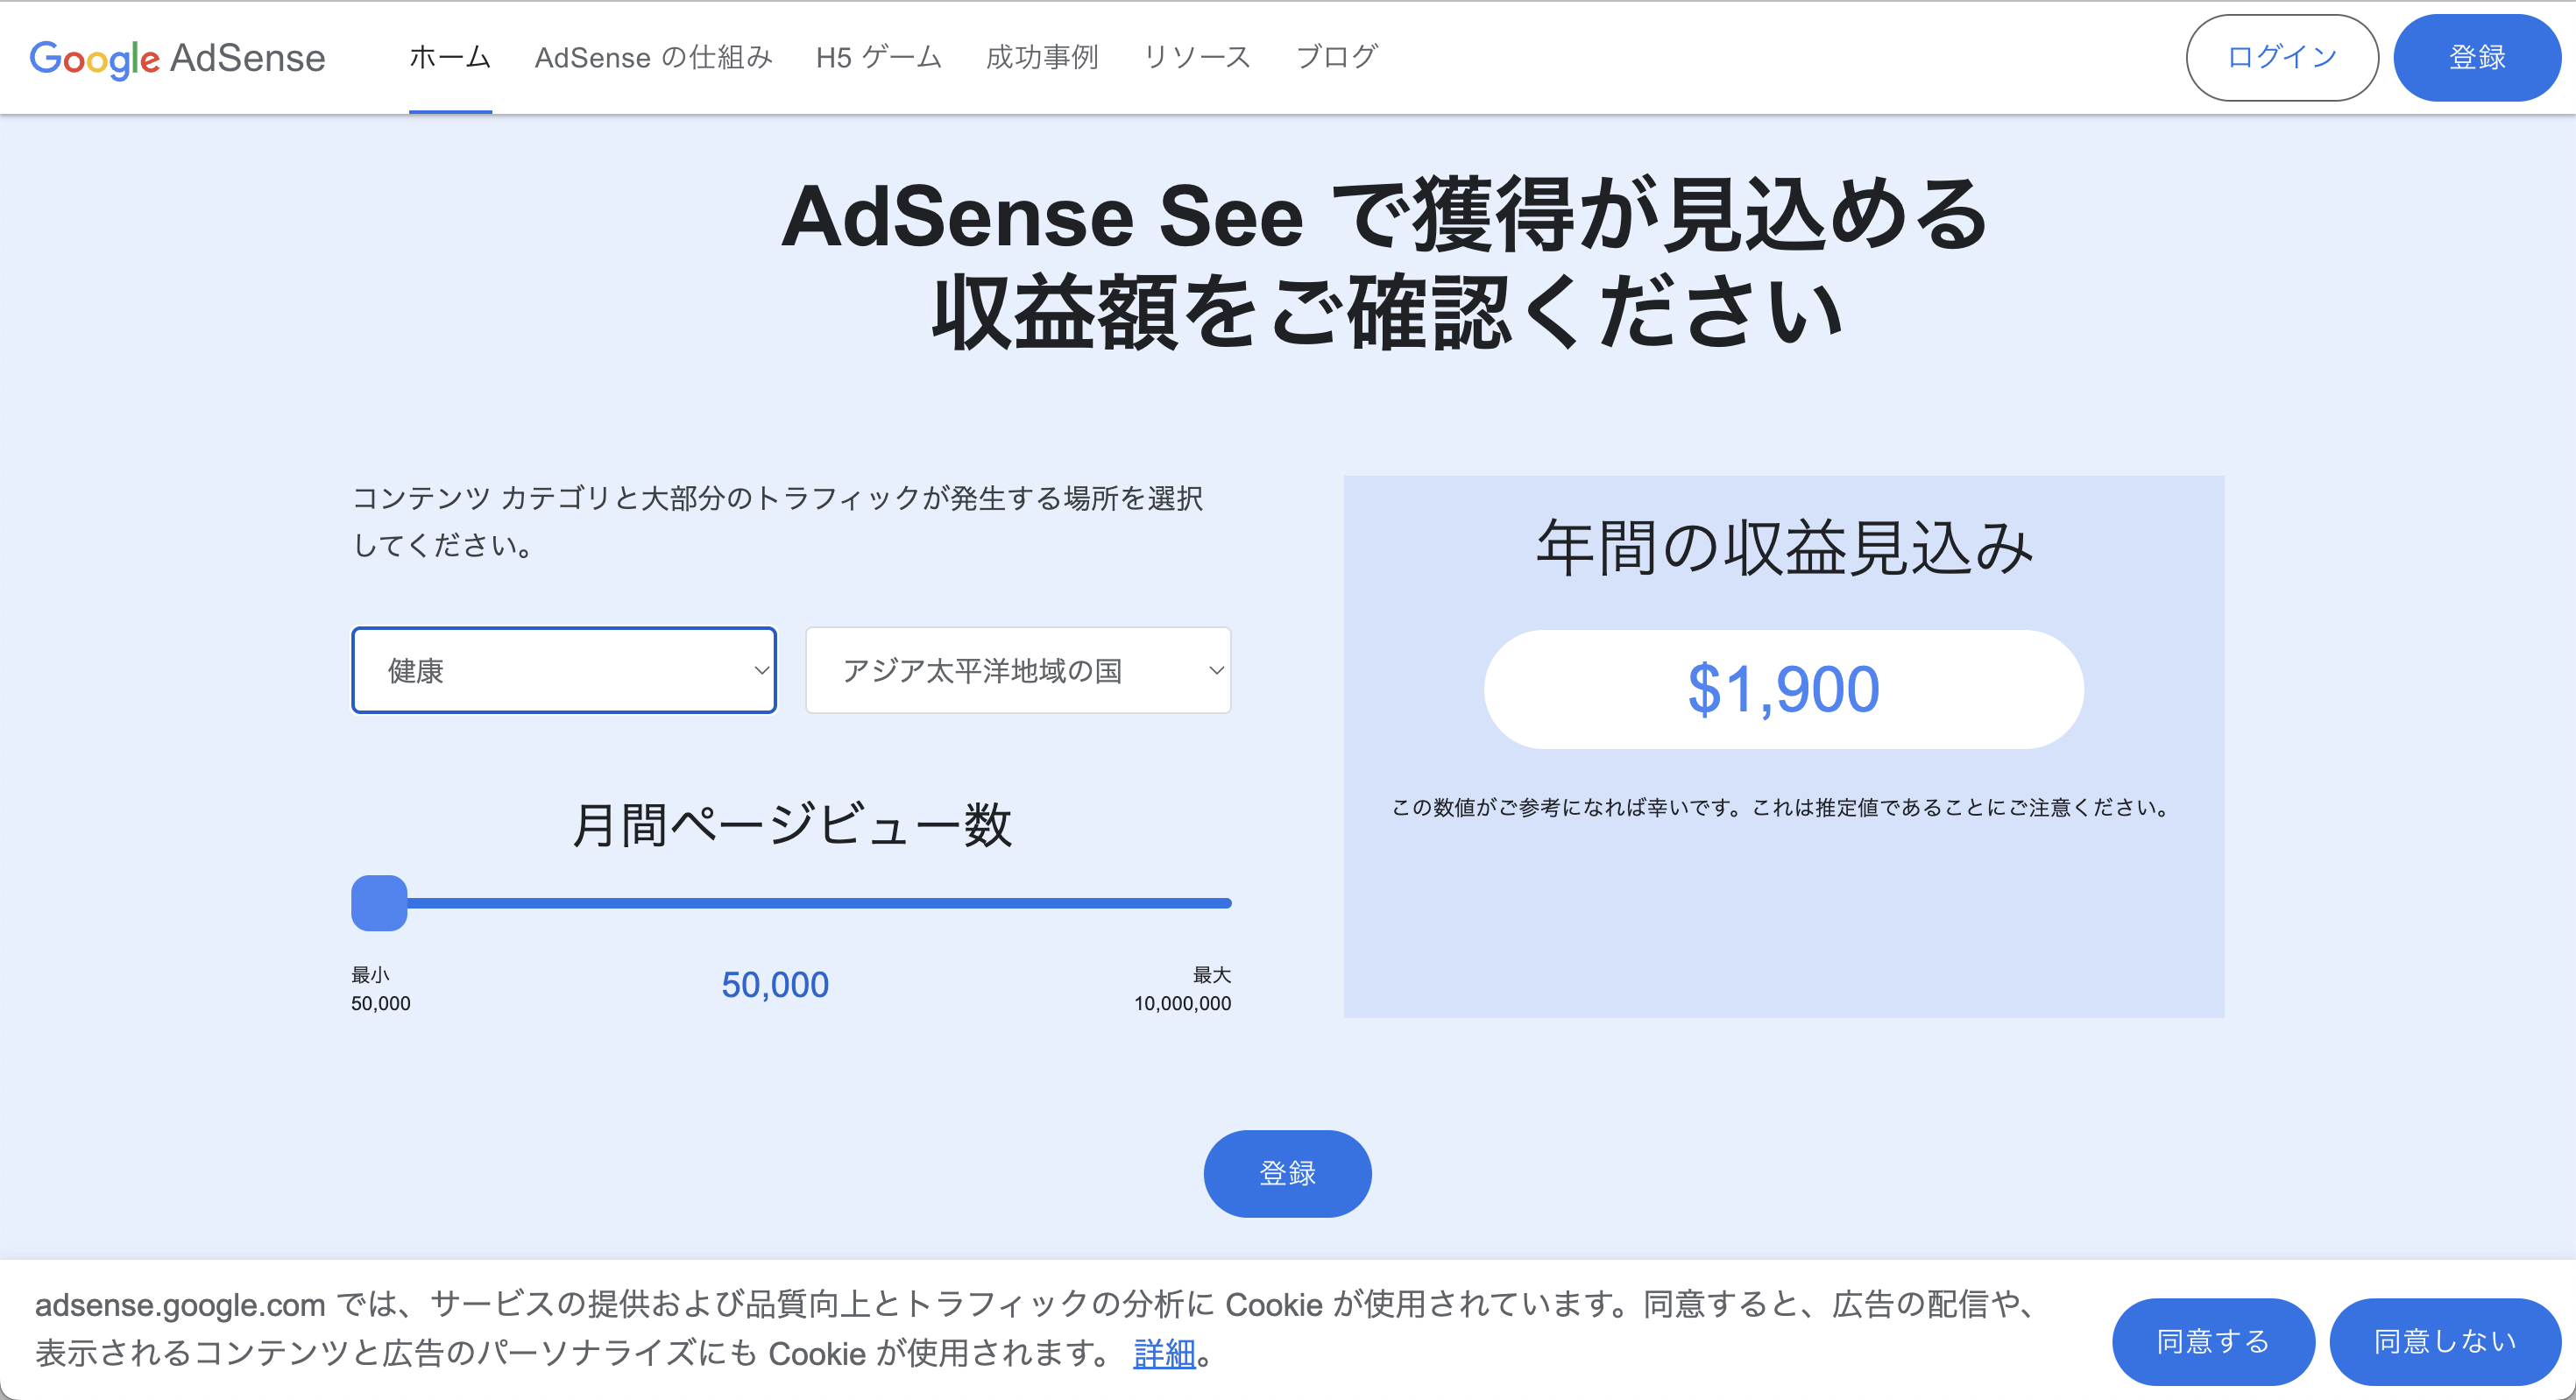 Google AdSense
ホーム
AdSense の仕組み
H5 ゲーム
成功事例
リソース
ブログ
ログイン
登録
AdSense See で獲得が見込める
収益額をご確認ください
コンテンツ カテゴリと大部分のトラフィックが発生する場所を選択
してください。
健康
アジア太平洋地域の国
月間ページビュー数
最小
50,000
50,000
最大
10,000,000
年間の収益見込み
$1,900
この数値がご参考になれば幸いです。これは推定値であることにご注意ください。
登録
adsense.google.com では、サービスの提供および品質向上とトラフィックの分析に Cookie が使用されています。同意すると、広告の配信や、
表示されるコンテンツと広告のパーソナライズにも Cookie が使用されます。 詳細。
同意する
同意しない